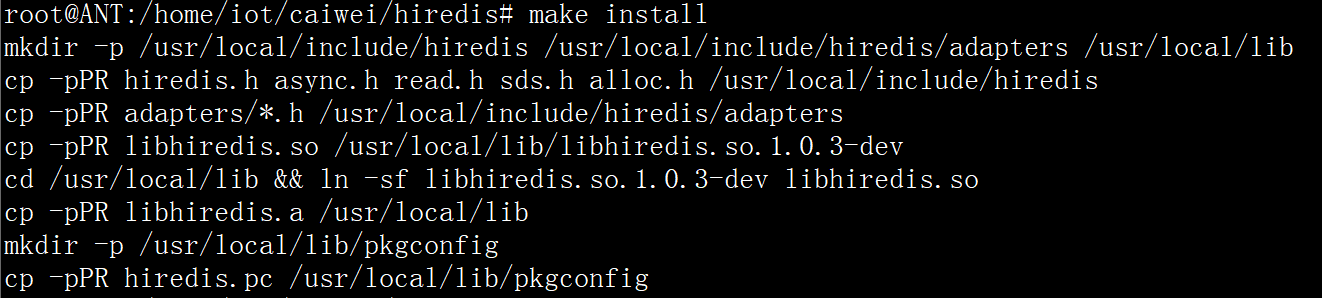 root@ANT:/home/iot/caiwei/hiredis# make install
mkdir -p /usr/local/include/hiredis /usr/local/include/hiredis/adapters /usr/local/lib
cp -pPR hiredis.h async.h read.h sds.h alloc.h /usr/local/include/hiredis
cp -pPR adapters/*.h /usr/local/include/hiredis/adapters
cp -pPR libhiredis.so /usr/local/lib/libhiredis.so.1.0.3-dev
cd /usr/local/lib && ln -sf libhiredis.so.1.0.3-dev libhiredis.so
cp -pPR libhiredis.a /usr/local/lib
mkdir -p /usr/local/lib/pkgconfig
cp -pPR hiredis.pc /usr/local/lib/pkgconfig